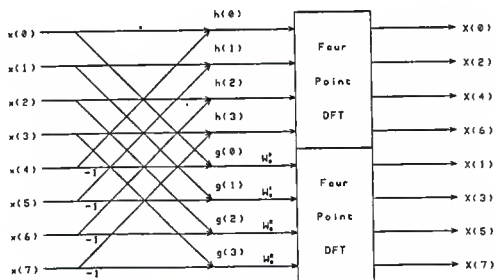 h(0)
x(0)
X(0)
h(1)
x(1)
X(2)
h(2)
x(2)
X(4)
h(3)
x(3)
X(6)
Four
Point
DFT
g(0)
x(4)
-1
X(1)
g(1)
x(5)
-1
X(3)
g(2)
x(6)
-1
X(5)
g(3)
x(7)
-1
X(7)
Four
Point
DFT